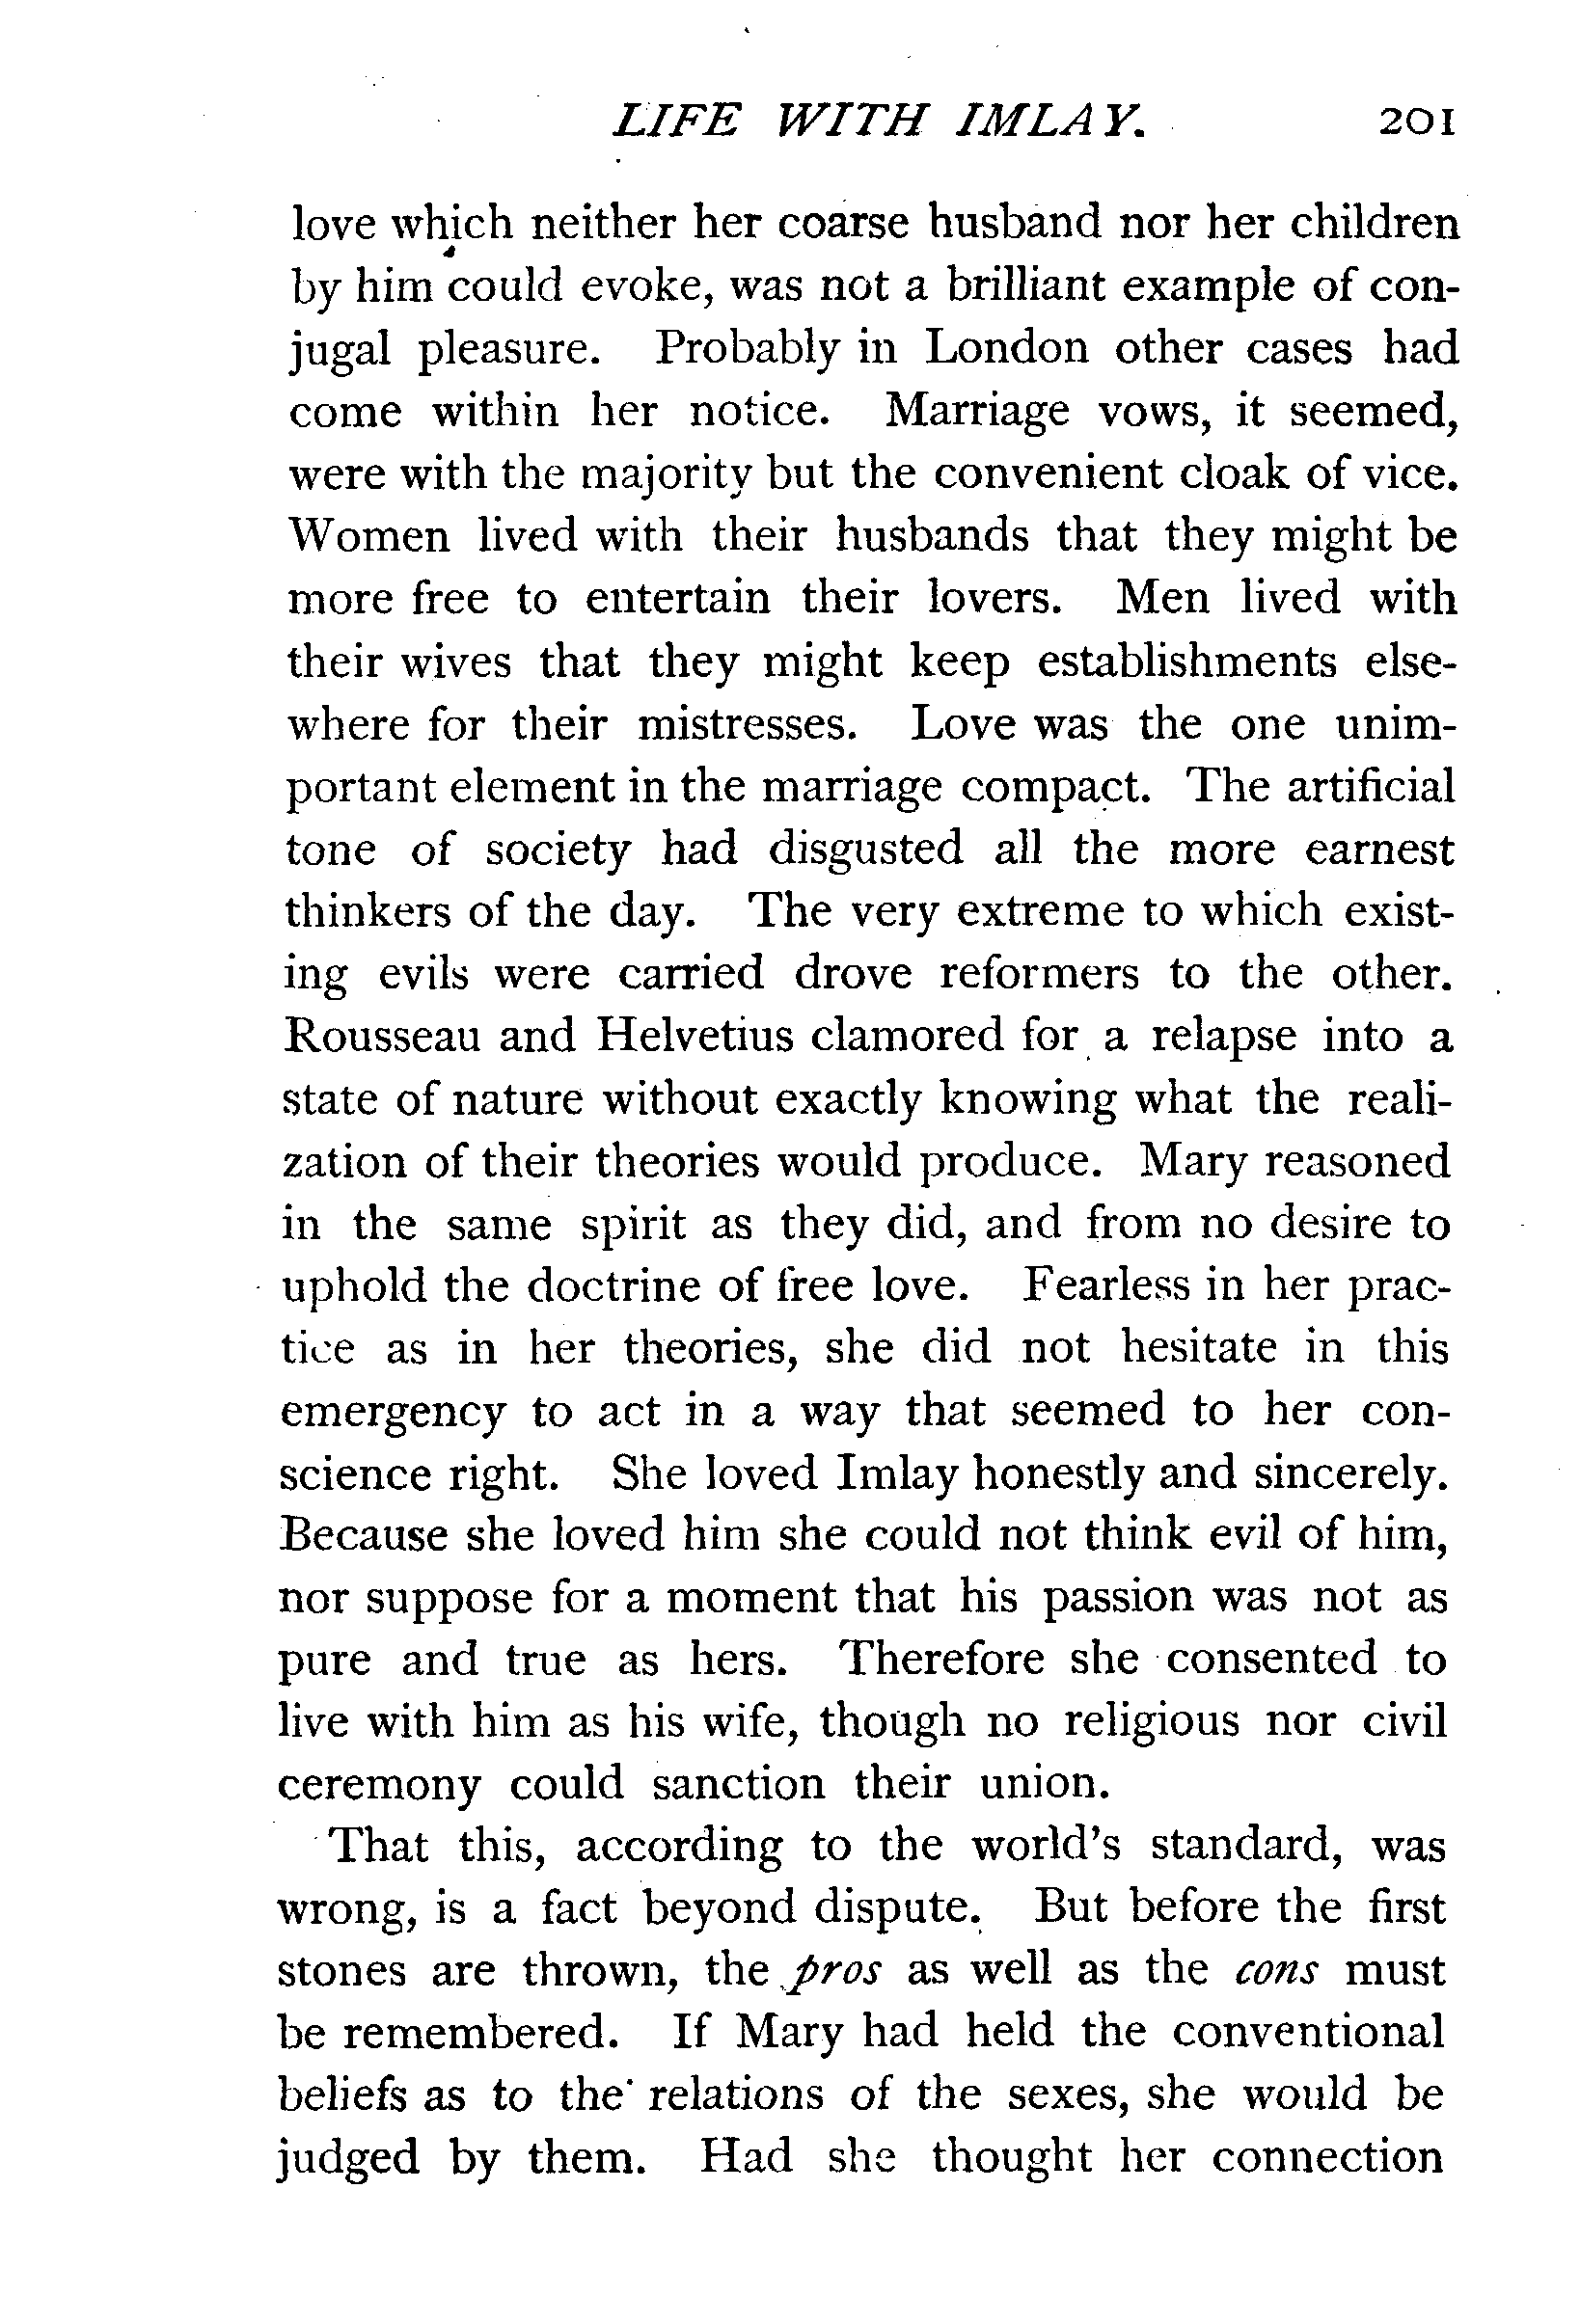 LIFE WITH IMLAY. 201
love which neither her coarse husband nor her children
by him could evoke, was not a brilliant example of con-
jugal pleasure. Probably in London other cases had
come within her notice. Marriage vows, it seemed,
were with the majority but the convenient cloak of vice.
Women lived with their husbands that they might be
more free to entertain their lovers. Men lived with
their wives that they might keep establishments else-
where for their mistresses. Love was the one unim-
portant element in the marriage compact. The artificial
tone of society had disgusted all the more earnest
thinkers of the day. The very extreme to which exist-
ing evils were carried drove reformers to the other.
Rousseau and Helvetius clamored for a relapse into a
state of nature without exactly knowing what the reali-
zation of their theories would produce. Mary reasoned
in the same spirit as they did, and from no desire to
uphold the doctrine of free love. Fearless in her prac-
tice as in her theories, she did not hesitate in this
emergency to act in a way that seemed to her con-
science right. She loved Imlay honestly and sincerely.
Because she loved him she could not think evil of him,
nor suppose for a moment that his passion was not as
pure and true as hers. Therefore she consented to
live with him as his wife, though no religious nor civil
ceremony could sanction their union.
That this, according to the world's standard, was
wrong, is a fact beyond dispute. But before the first
stones are thrown, the pros as well as the cons must
be remembered. If Mary had held the conventional
beliefs as to the relations of the sexes, she would be
judged by them. Had she thought her connection